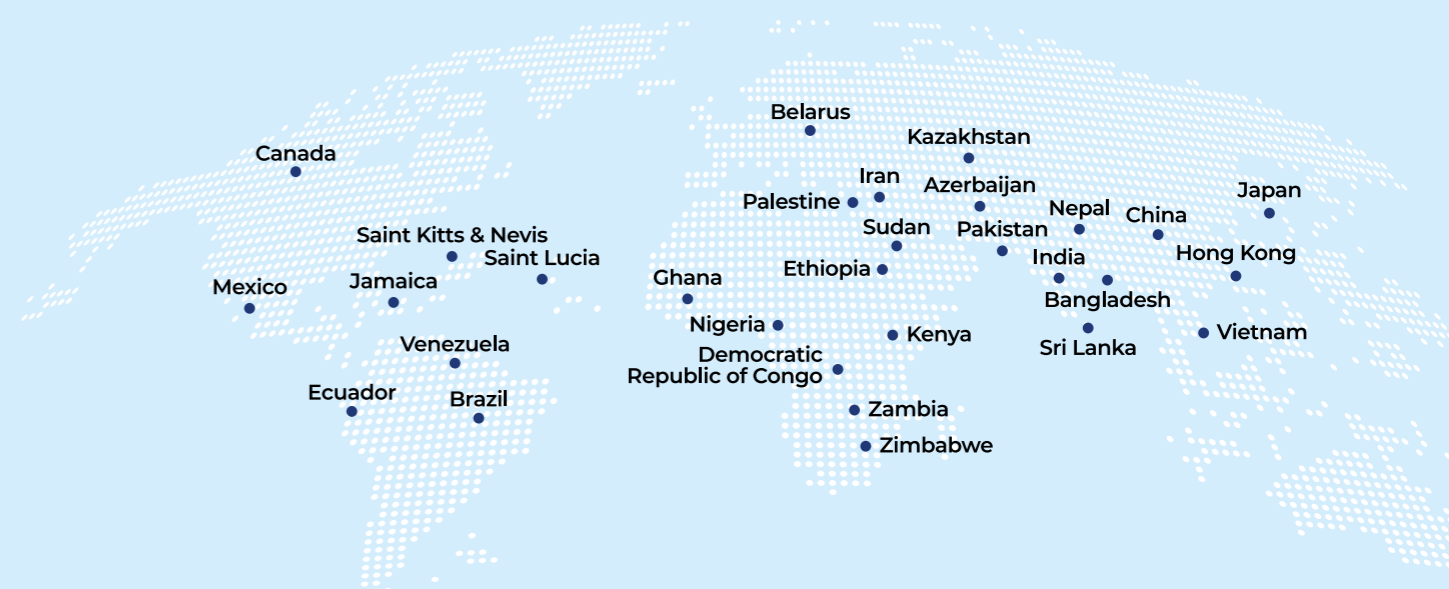 Belarus
Kazakhstan
Canada
Iran
Azerbaijan
Japan
Palestine
Nepal
China
Sudan
Pakistan
Saint Kitts & Nevis
Saint Lucia
India
Hong Kong
Ethiopia
Ghana
Jamaica
Mexico
Bangladesh
Nigeria
Kenya
Vietnam
Venezuela
Sri Lanka
Democratic
Republic of Congo
Ecuador
Brazil
Zambia
Zimbabwe